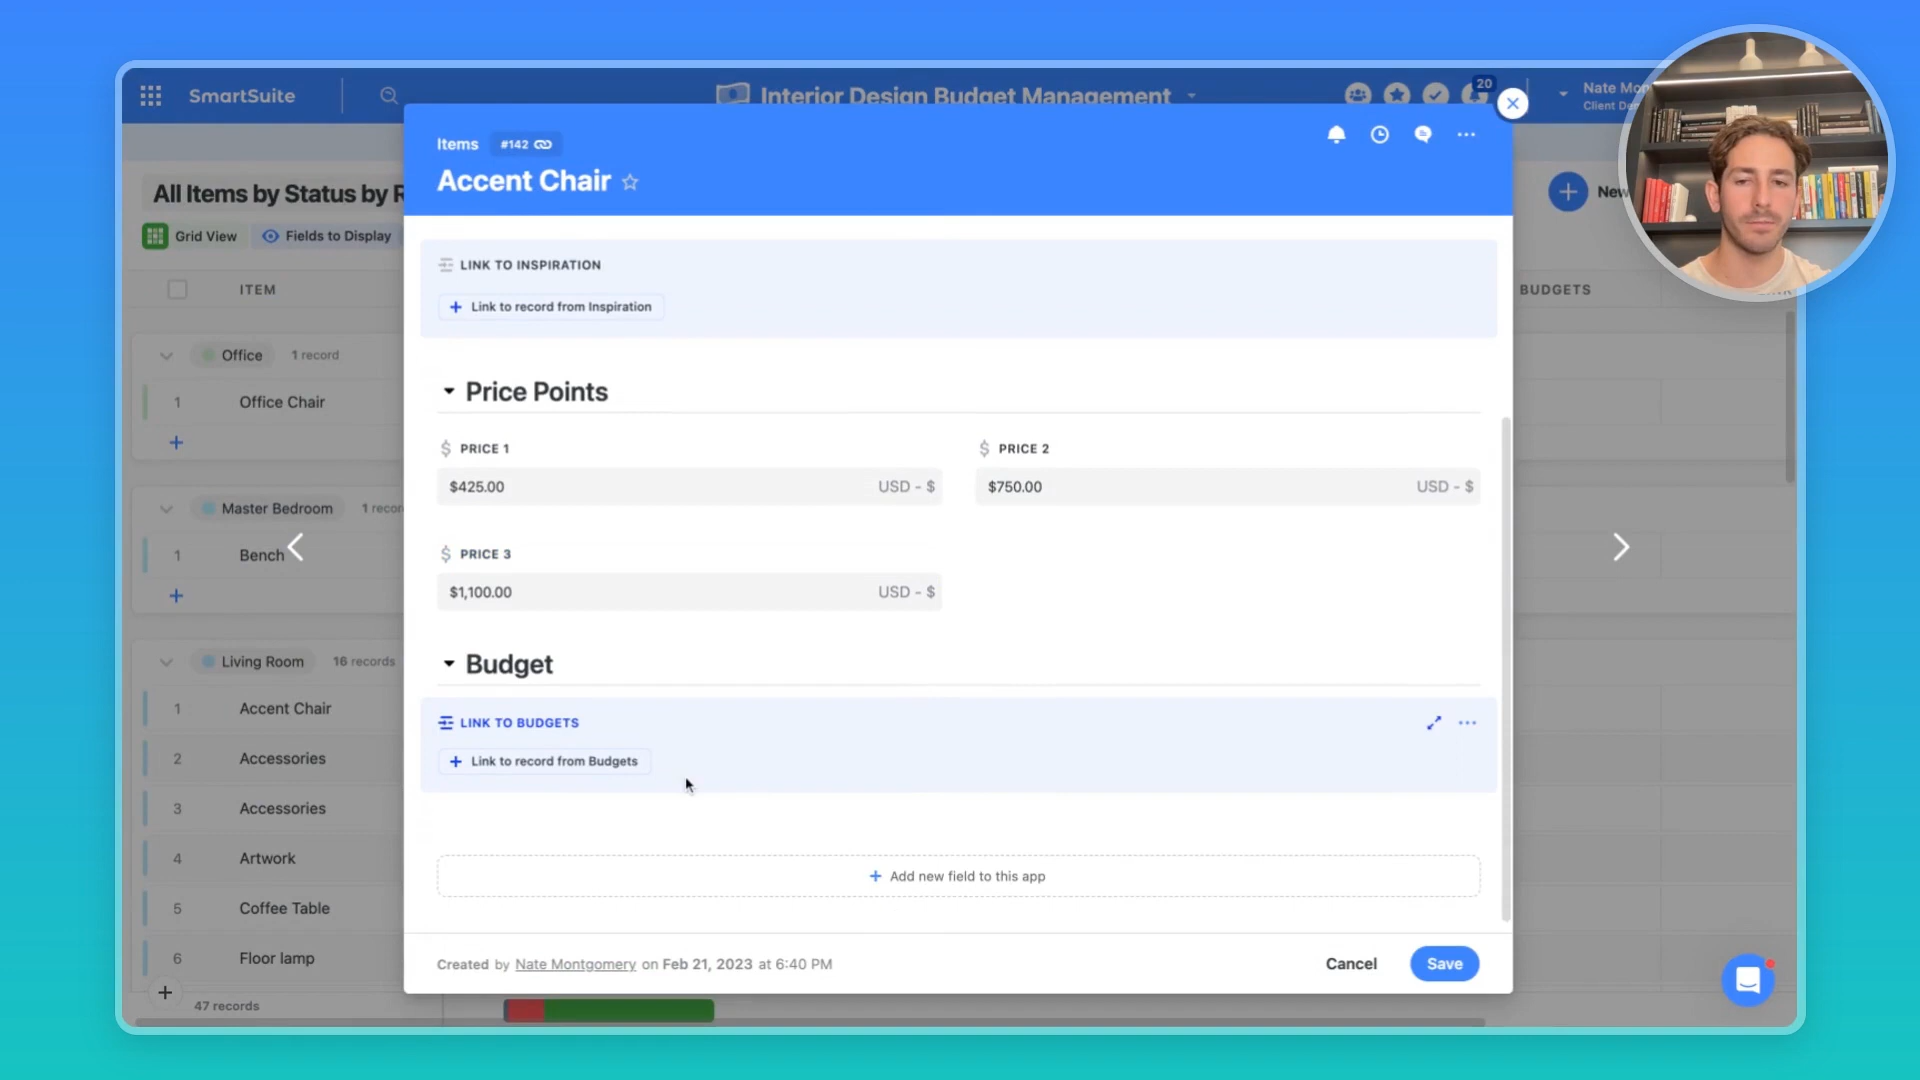 SmartSuite
Interior Design Budget Management
20
Nate Mon
Client De
All Items by Status by R
Grid View
Fields to Display
New
ITEM
BUDGETS
Office
1 record
1
Office Chair
Master Bedroom
1 recor
1
Bench
Living Room
16 records
1
Accent Chair
2
Accessories
3
Accessories
4
Artwork
5
Coffee Table
6
Floor lamp
47 records
Items
#142
Accent Chair
LINK TO INSPIRATION
Link to record from Inspiration
Price Points
$ PRICE 1
$425.00
USD - $
$ PRICE 2
$750.00
USD - $
$ PRICE 3
$1,100.00
USD - $
Budget
LINK TO BUDGETS
Link to record from Budgets
Add new field to this app
Created by Nate Montgomery on Feb 21, 2023 at 6:40 PM
Cancel
Save